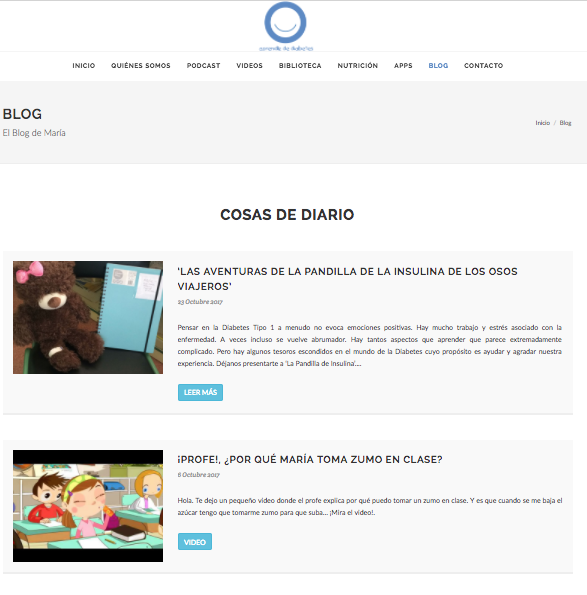 INICIO QUIÉNES SOMOS PODCAST VIDEOS BIBLIOTECA NUTRICIÓN APPS BLOG CONTACTO
BLOG
El Blog de María
Inicio / Blog
COSAS DE DIARIO
‘LAS AVENTURAS DE LA PANDILLA DE LA INSULINA DE LOS OSOS
VIAJEROS’
23 Octubre 2017
Pensar en la Diabetes Tipo 1 a menudo no evoca emociones positivas. Hay mucho trabajo y estrés asociado con la
enfermedad. A veces incluso se vuelve abrumador. Hay tantos aspectos que aprender que parece extremadamente
complicado. Pero hay algunos tesoros escondidos en el mundo de la Diabetes cuyo propósito es ayudar y agradar nuestra
experiencia. Déjanos presentarte a ‘La Pandilla de Insulina’....
LEER MÁS
¡PROFE!, ¿POR QUÉ MARÍA TOMA ZUMO EN CLASE?
6 Octubre 2017
Hola. Te dejo un pequeño video donde el profe explica por qué puedo tomar un zumo en clase. Y es que cuando se me baja el
azúcar tengo que tomarme zumo para que suba... ¡Mira el video!.
VIDEO